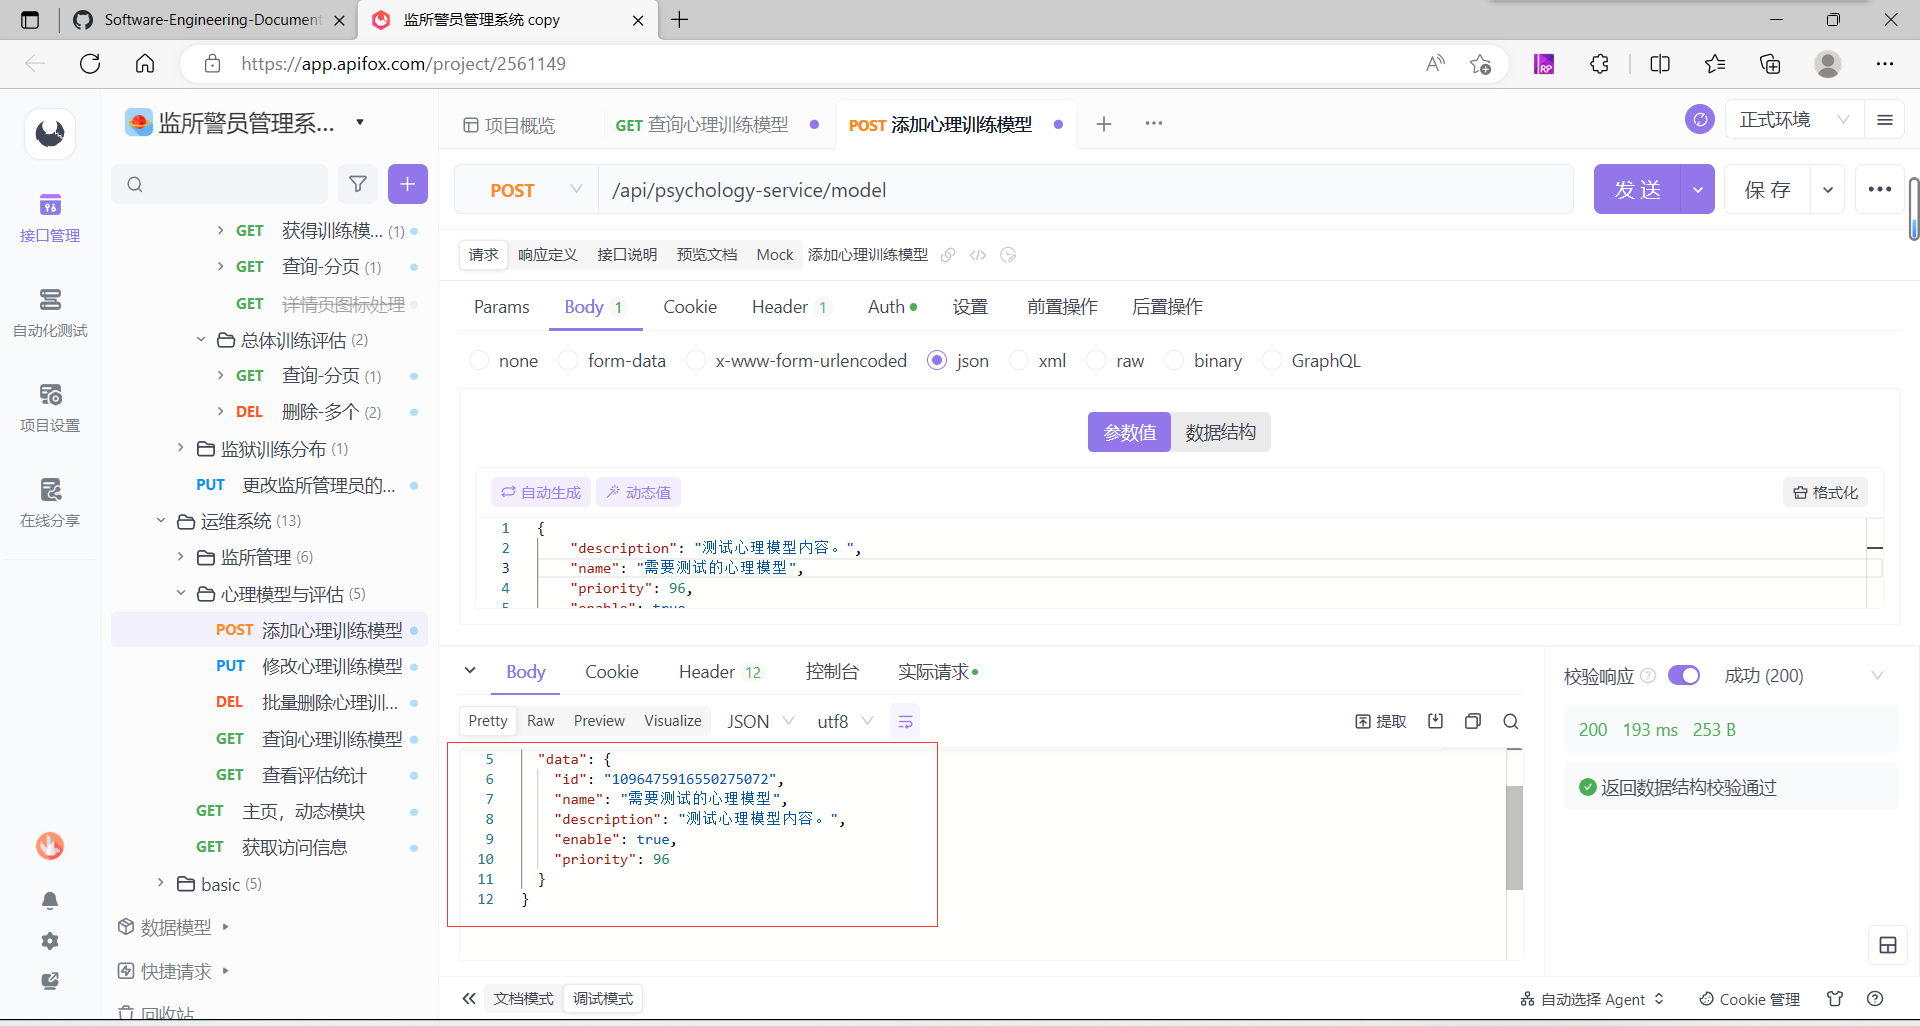 Software-Engineering-Document
监所警员管理系统 copy
https://app.apifox.com/project/2561149
监所警员管理系...
项目概览
GET 查询心理训练模型
POST 添加心理训练模型
正式环境
POST
/api/psychology-service/model
发 送
保 存
接口管理
自动化测试
项目设置
在线分享
GET 获得训练模... (1)
GET 查询-分页 (1)
GET 详情页图标处理
总体训练评估 (2)
GET 查询-分页 (1)
DEL 删除-多个 (2)
监狱训练分布 (1)
PUT 更改监所管理员的...
运维系统 (13)
监所管理 (6)
心理模型与评估 (5)
POST 添加心理训练模型
PUT 修改心理训练模型
DEL 批量删除心理训...
GET 查询心理训练模型
GET 查看评估统计
GET 主页，动态模块
GET 获取访问信息
basic (5)
数据模型
快捷请求
回收站
请求 响应定义 接口说明 预览文档 Mock 添加心理训练模型
Params Body 1 Cookie Header 1 Auth 设置 前置操作 后置操作
none form-data x-www-form-urlencoded json xml raw binary GraphQL
参数值 数据结构
自动生成 动态值 格式化
1 {
2 "description": "测试心理模型内容。",
3 "name": "需要测试的心理模型",
4 "priority": 96,
5 "enable": true
Body Cookie Header 12 控制台 实际请求
Pretty Raw Preview Visualize JSON utf8 提取
5 "data": {
6 "id": "1096475916550275072",
7 "name": "需要测试的心理模型",
8 "description": "测试心理模型内容。",
9 "enable": true,
10 "priority": 96
11 }
12 }
校验响应 成功 (200)
200 193 ms 253 B
返回数据结构校验通过
文档模式 调试模式
自动选择 Agent Cookie 管理